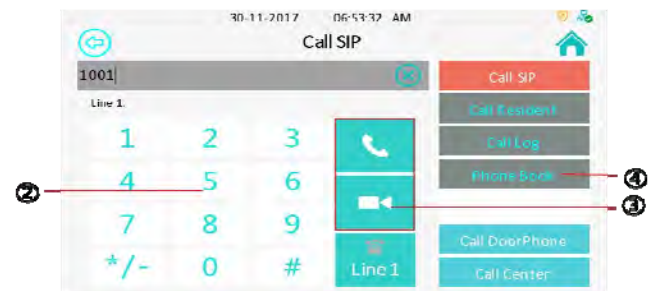 30-11-2017 06:53:32 AM
Call SIP
1001
Call SIP
Line 1:
Call Resident
1 2 3
Call Log
4 5 6
Phone Book
② ④
③
7 8 9
Call DoorPhone
*/- 0 # Line 1
Call Center